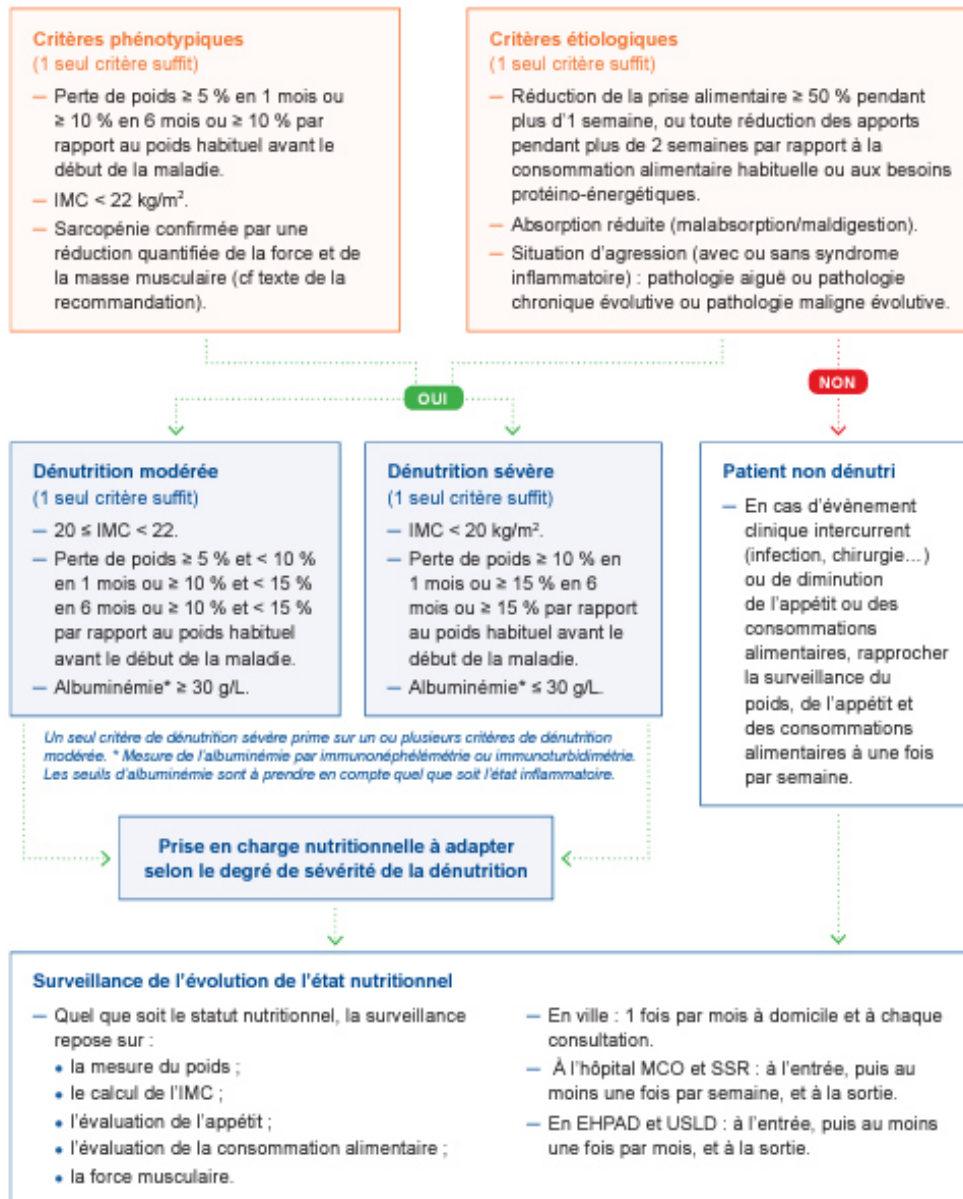 Critères phénotypiques
(1 seul critère suffit)
— Perte de poids ≥ 5 % en 1 mois ou
≥ 10 % en 6 mois ou ≥ 10 % par
rapport au poids habituel avant le
début de la maladie.
— IMC < 22 kg/m².
— Sarcopénie confirmée par une
réduction quantifiée de la force et de
la masse musculaire (cf texte de la
recommandation).
Critères étiologiques
(1 seul critère suffit)
— Réduction de la prise alimentaire ≥ 50 % pendant
plus d'1 semaine, ou toute réduction des apports
pendant plus de 2 semaines par rapport à la
consommation alimentaire habituelle ou aux besoins
protéino-énergétiques.
— Absorption réduite (malabsorption/maldigestion).
— Situation d'agression (avec ou sans syndrome
inflammatoire) : pathologie aiguë ou pathologie
chronique évolutive ou pathologie maligne évolutive.
OUI
NON
Dénutrition modérée
(1 seul critère suffit)
— 20 ≤ IMC < 22.
— Perte de poids ≥ 5 % et < 10 %
en 1 mois ou ≥ 10 % et < 15 %
en 6 mois ou ≥ 10 % et < 15 %
par rapport au poids habituel
avant le début de la maladie.
— Albuminémie* ≥ 30 g/L.
Dénutrition sévère
(1 seul critère suffit)
— IMC < 20 kg/m².
— Perte de poids ≥ 10 % en
1 mois ou ≥ 15 % en 6
mois ou ≥ 15 % par rapport
au poids habituel avant le
début de la maladie.
— Albuminémie* ≤ 30 g/L.
Patient non dénutri
— En cas d'évènement
clinique intercurrent
(infection, chirurgie…)
ou de diminution
de l'appétit ou des
consommations
alimentaires, rapprocher
la surveillance du
poids, de l'appétit et
des consommations
alimentaires à une fois
par semaine.
Un seul critère de dénutrition sévère prime sur un ou plusieurs critères de dénutrition
modérée. * Mesure de l'albuminémie par immunonéphélémétrie ou immunoturbidimétrie.
Les seuils d'albuminémie sont à prendre en compte quel que soit l'état inflammatoire.
Prise en charge nutritionnelle à adapter
selon le degré de sévérité de la dénutrition
Surveillance de l'évolution de l'état nutritionnel
— Quel que soit le statut nutritionnel, la surveillance
repose sur :
• la mesure du poids ;
• le calcul de l'IMC ;
• l'évaluation de l'appétit ;
• l'évaluation de la consommation alimentaire ;
• la force musculaire.
— En ville : 1 fois par mois à domicile et à chaque
consultation.
— À l'hôpital MCO et SSR : à l'entrée, puis au
moins une fois par semaine, et à la sortie.
— En EHPAD et USLD : à l'entrée, puis au moins
une fois par mois, et à la sortie.